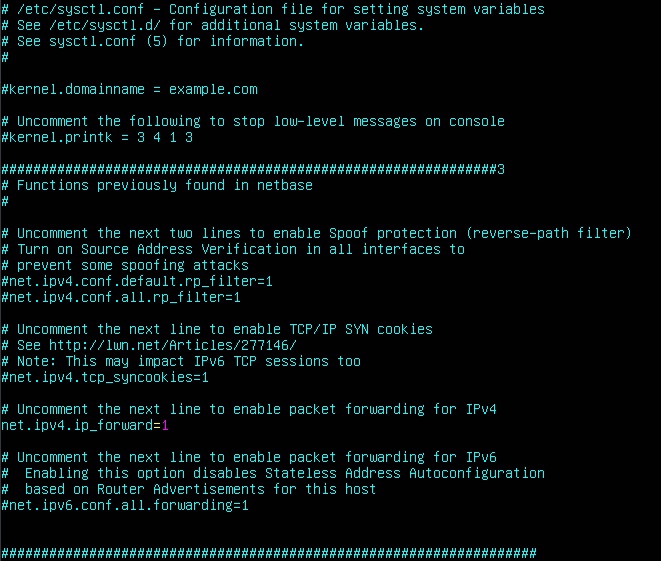 # /etc/sysctl.conf - Configuration file for setting system variables
# See /etc/sysctl.d/ for additional system variables.
# See sysctl.conf (5) for information.
#
#kernel.domainname = example.com
# Uncomment the following to stop low-level messages on console
#kernel.printk = 3 4 1 3
##############################################################3
# Functions previously found in netbase
#
# Uncomment the next two lines to enable Spoof protection (reverse-path filter)
# Turn on Source Address Verification in all interfaces to
# prevent some spoofing attacks
#net.ipv4.conf.default.rp_filter=1
#net.ipv4.conf.all.rp_filter=1
# Uncomment the next line to enable TCP/IP SYN cookies
# See http://lwn.net/Articles/277146/
# Note: This may impact IPv6 TCP sessions too
#net.ipv4.tcp_syncookies=1
# Uncomment the next line to enable packet forwarding for IPv4
net.ipv4.ip_forward=1
# Uncomment the next line to enable packet forwarding for IPv6
#  Enabling this option disables Stateless Address Autoconfiguration
#  based on Router Advertisements for this host
#net.ipv6.conf.all.forwarding=1
###################################################################